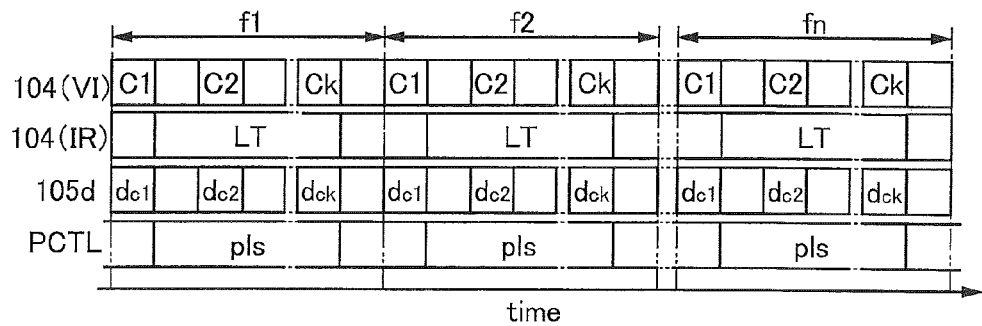 f1 f2 fn
104(VI) C1 C2 Ck C1 C2 Ck C1 C2 Ck
104(IR) LT LT LT
105d dc1 dc2 dck dc1 dc2 dck dc1 dc2 dck
PCTL pls pls pls
time